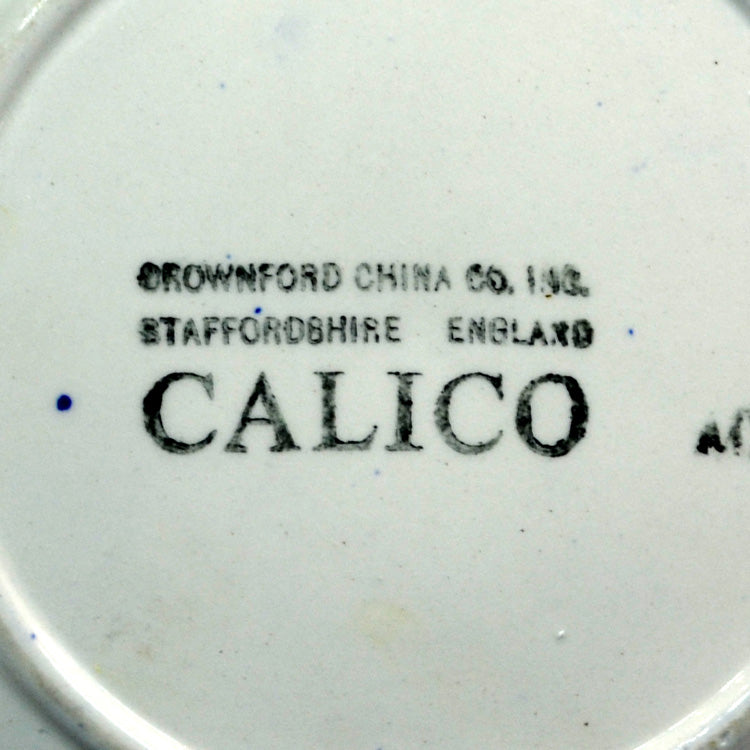 CROWNFORD CHINA CO. INC.
STAFFORDSHIRE ENGLAND
CALICO